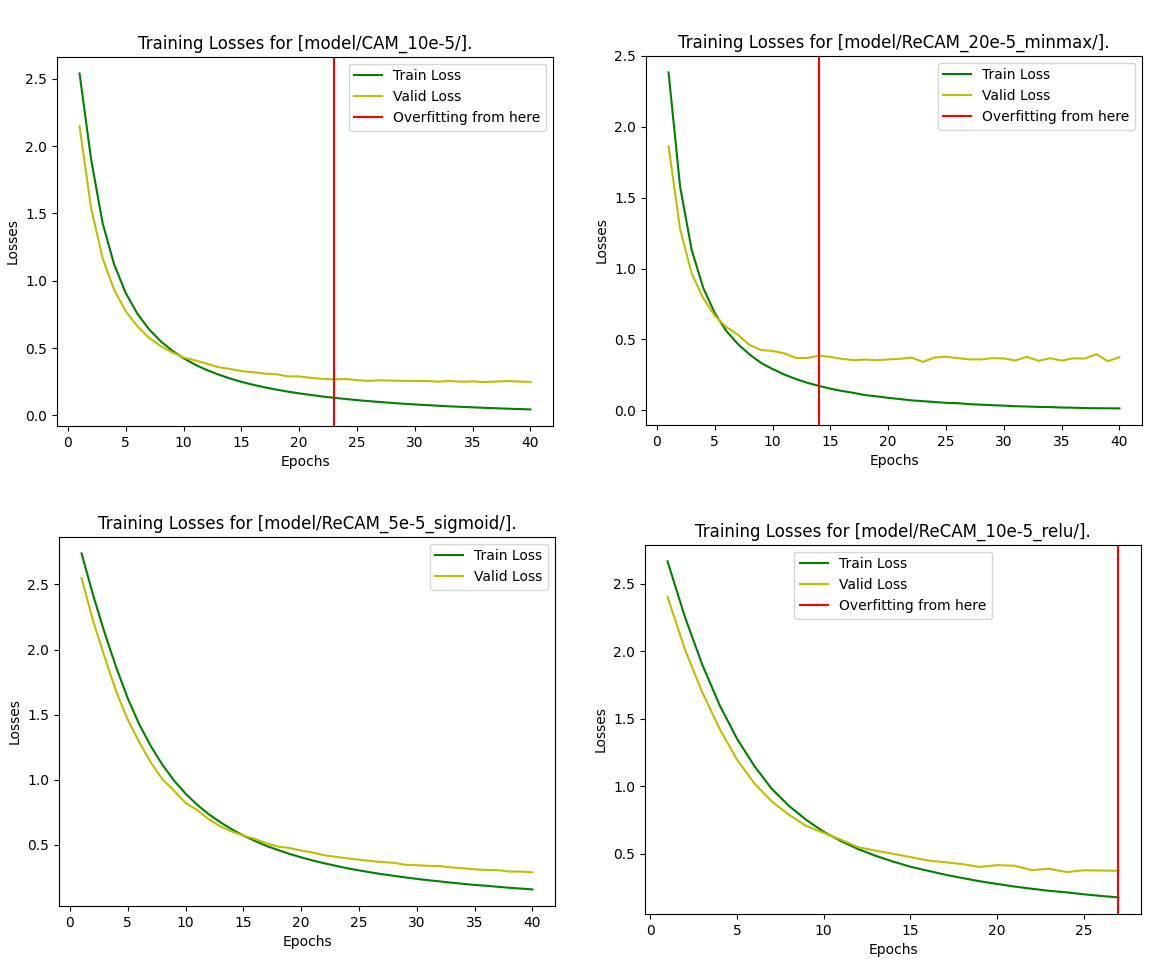 Training Losses for [model/CAM_10e-5/].
Train Loss
Valid Loss
Overfitting from here
Losses
2.5
2.0
1.5
1.0
0.5
0.0
0 5 10 15 20 25 30 35 40
Epochs
Training Losses for [model/ReCAM_20e-5_minmax/].
Train Loss
Valid Loss
Overfitting from here
Losses
2.5
2.0
1.5
1.0
0.5
0.0
0 5 10 15 20 25 30 35 40
Epochs
Training Losses for [model/ReCAM_5e-5_sigmoid/].
Train Loss
Valid Loss
Losses
2.5
2.0
1.5
1.0
0.5
0 5 10 15 20 25 30 35 40
Epochs
Training Losses for [model/ReCAM_10e-5_relu/].
Train Loss
Valid Loss
Overfitting from here
Losses
2.5
2.0
1.5
1.0
0.5
0 5 10 15 20 25
Epochs